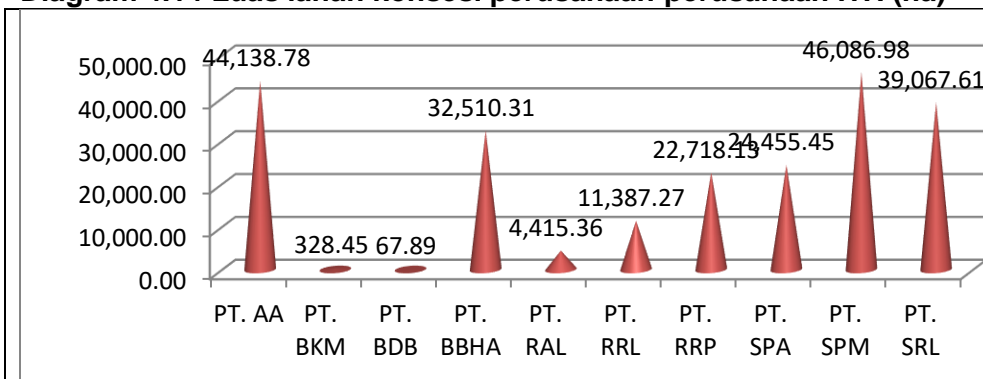 50,000.00
40,000.00
30,000.00
20,000.00
10,000.00
0.00
44,138.78
328.45
67.89
32,510.31
4,415.36
11,387.27
22,718.13
24,455.45
46,086.98
39,067.61
PT. AA
PT. BKM
PT. BDB
PT. BBHA
PT. RAL
PT. RRL
PT. RRP
PT. SPA
PT. SPM
PT. SRL